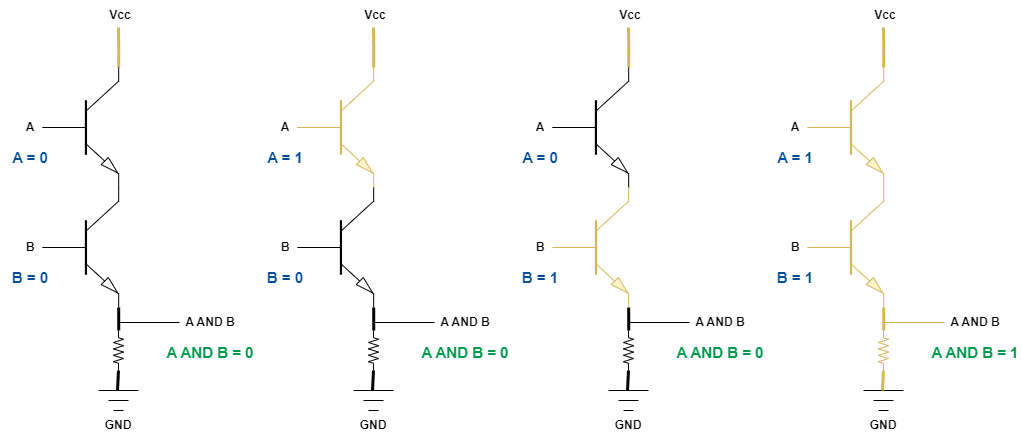 Vcc
A
A = 0
B
B = 0
A AND B
A AND B = 0
GND
Vcc
A
A = 1
B
B = 0
A AND B
A AND B = 0
GND
Vcc
A
A = 0
B
B = 1
A AND B
A AND B = 0
GND
Vcc
A
A = 1
B
B = 1
A AND B
A AND B = 1
GND